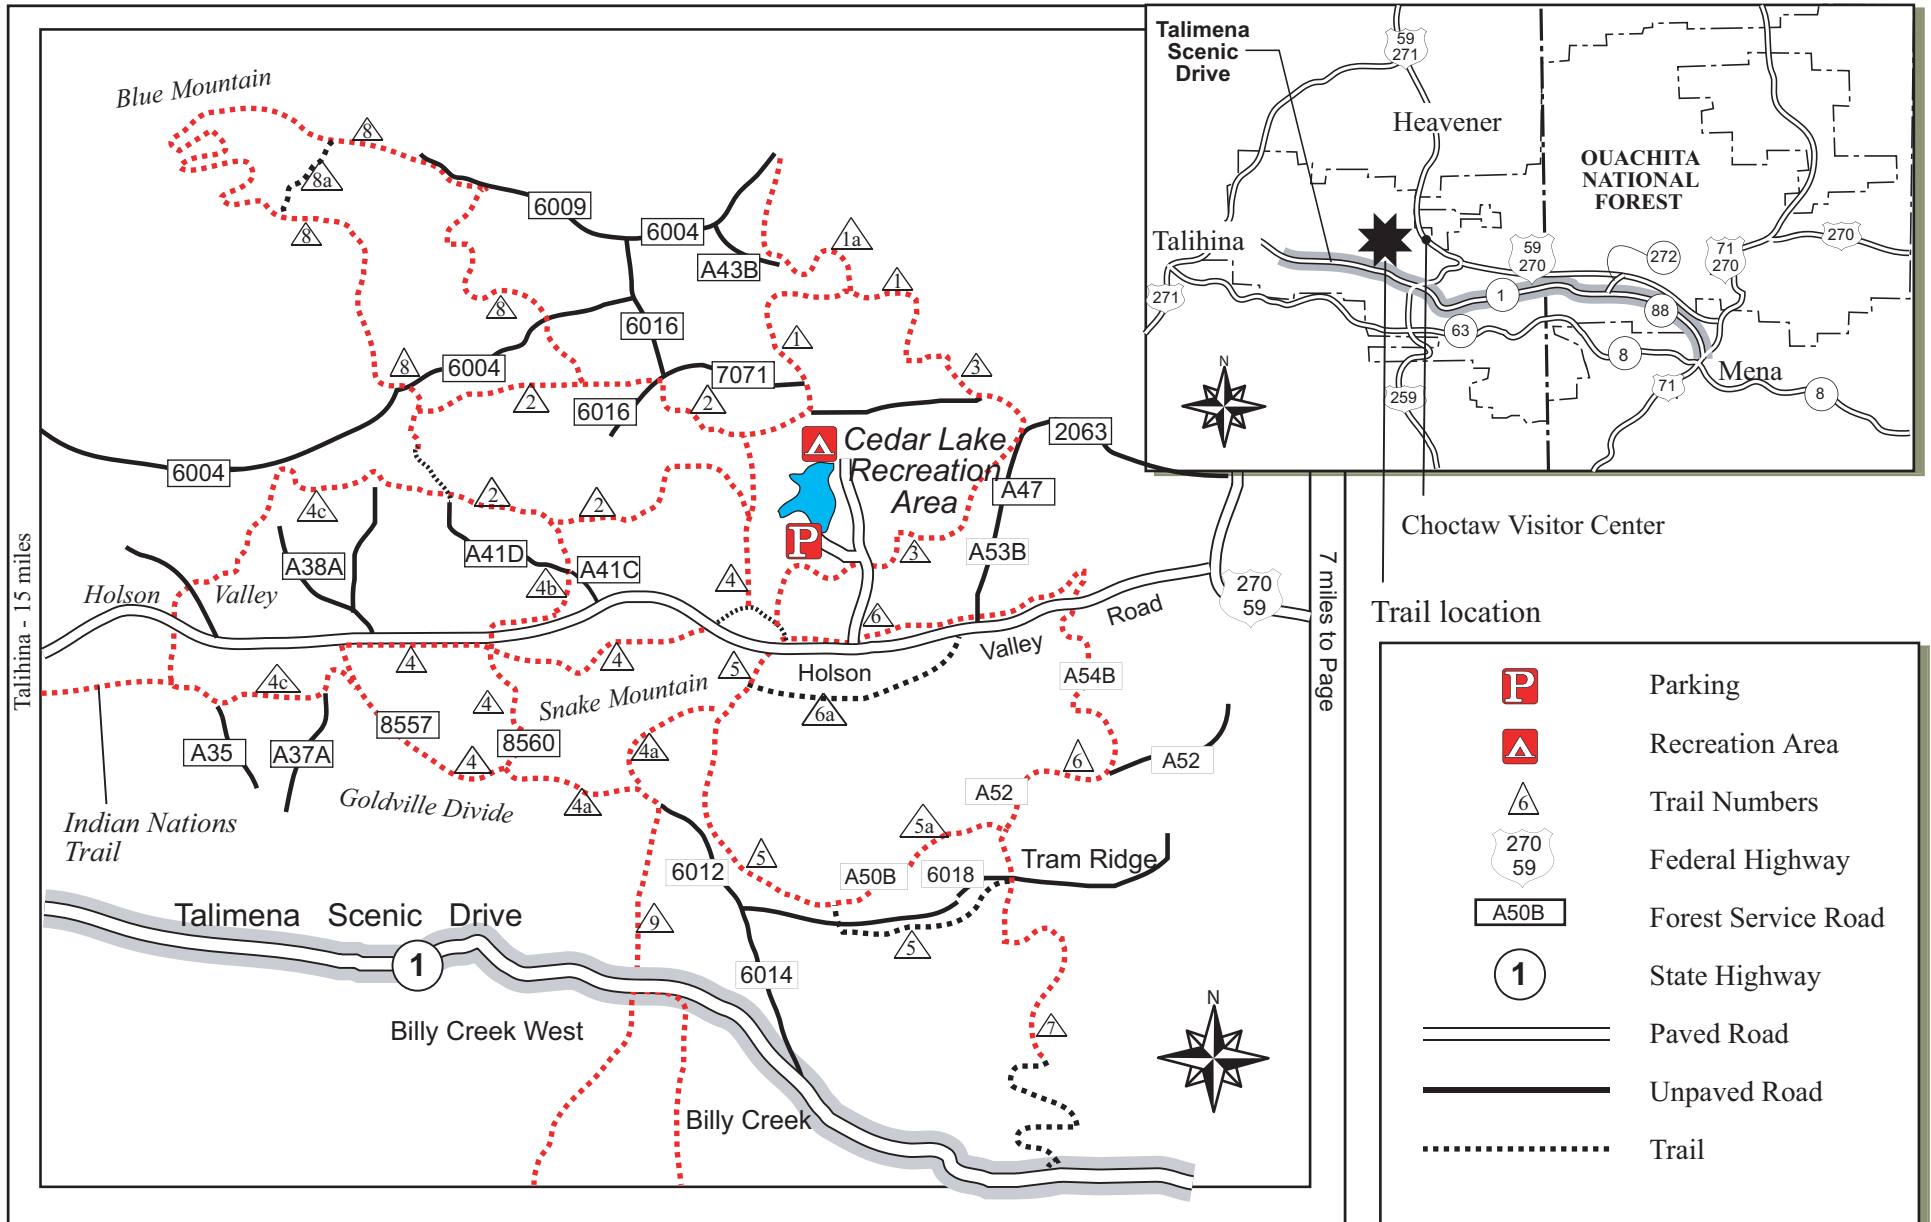 Blue Mountain
8
8a
8
6009
6004
A43B
1a
1
8
6016
1
8
6004
7071
3
2
6016
2
2063
Cedar Lake
Recreation
Area
6004
4c
2
2
A47
P
A41D
A53B
3
A38A
A41C
4
4b
Holson
Valley
6
270
59
Road
Valley
Holson
4
4
5
A54B
4c
4
Snake Mountain
6a
8557
8560
4a
A35
A37A
4
6
A52
A52
Goldville Divide
4a
5a
Indian Nations
Trail
Tram Ridge
5
6012
A50B
6018
Talimena Scenic Drive
9
5
1
6014
Billy Creek West
7
N
Billy Creek
Talihina - 15 miles
7 miles to Page
Talimena
Scenic
Drive
59
271
Heavener
OUACHITA
NATIONAL
FOREST
Talihina
59
270
272
71
270
270
271
1
88
63
8
N
Mena
71
259
8
Choctaw Visitor Center
Trail location
P
Parking
Recreation Area
6
Trail Numbers
270
59
Federal Highway
A50B
Forest Service Road
1
State Highway
Paved Road
Unpaved Road
Trail